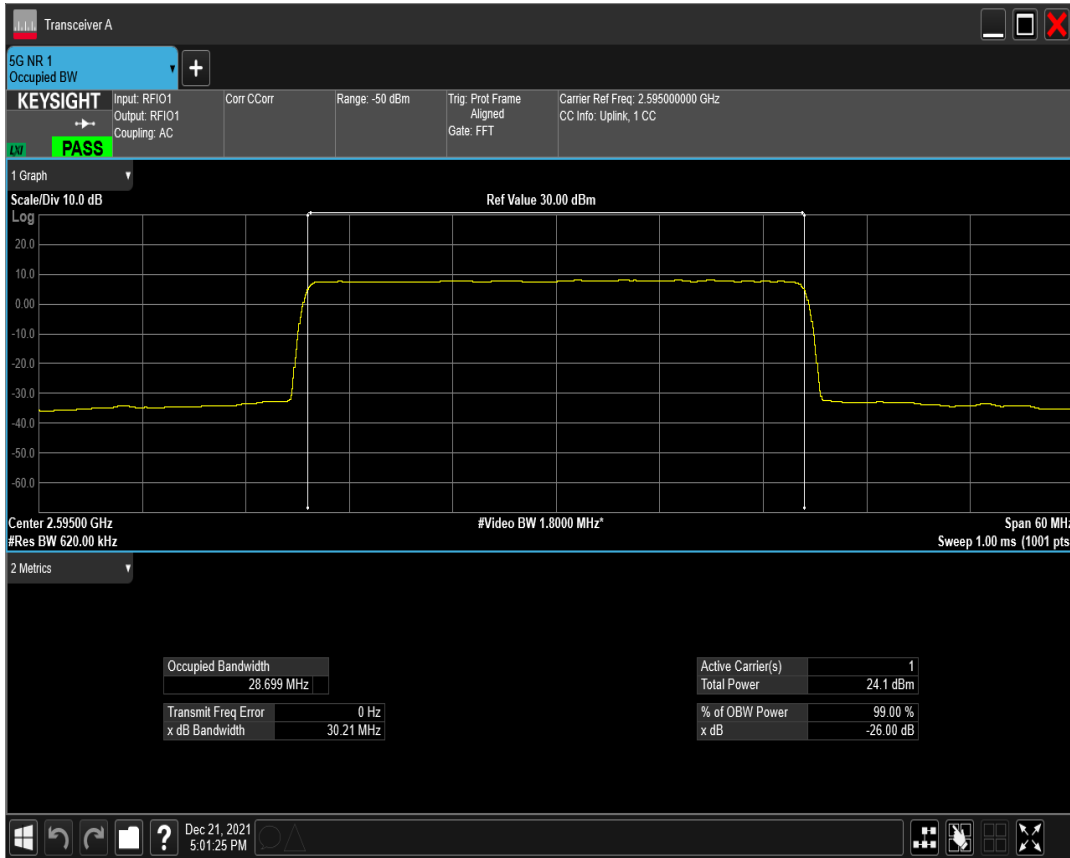 Transceiver A
5G NR 1
Occupied BW
+
KEYSIGHT
LXI
PASS
Input: RFIO1
Output: RFIO1
Coupling: AC
Corr CCorr
Range: -50 dBm
Trig: Prot Frame
Aligned
Gate: FFT
Carrier Ref Freq: 2.595000000 GHz
CC Info: Uplink, 1 CC
1 Graph
Scale/Div 10.0 dB
Ref Value 30.00 dBm
Log
20.0
10.0
0.00
-10.0
-20.0
-30.0
-40.0
-50.0
-60.0
Center 2.59500 GHz
#Video BW 1.8000 MHz*
Span 60 MHz
#Res BW 620.00 kHz
Sweep 1.00 ms (1001 pts
2 Metrics
Occupied Bandwidth
28.699 MHz
Transmit Freq Error 0 Hz
x dB Bandwidth 30.21 MHz
Active Carrier(s) 1
Total Power 24.1 dBm
% of OBW Power 99.00 %
x dB -26.00 dB
?
Dec 21, 2021
5:01:25 PM